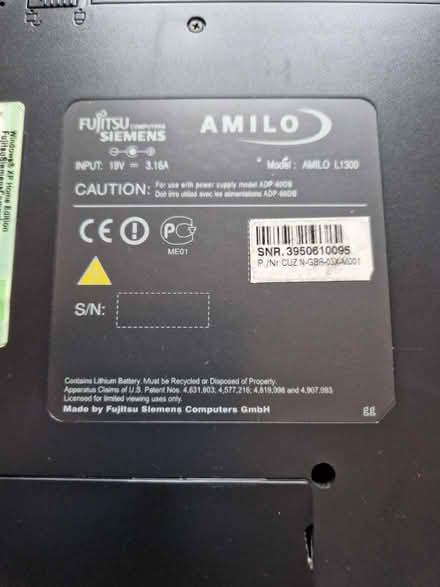 FUJITSU COMPUTERS
SIEMENS
AMILO
INPUT: 19V 3.16A
Model: AMILO L1300
CAUTION: For use with power supply model ADP-60DB
Doit être utilisé avec les alimentations ADP-60DB
CE
PC
ME01
SNR. 3950610095
P./Nr CUZ:N-GBR-03X-M001
S/N:
Contains Lithium Battery. Must be Recycled or Disposed of Properly.
Apparatus Claims of U.S. Patent Nos. 4,631,603; 4,577,216; 4,819,098 and 4,907,093
Licensed for limited viewing uses only.
Made by Fujitsu Siemens Computers GmbH
gg
Windows® XP Home Edition